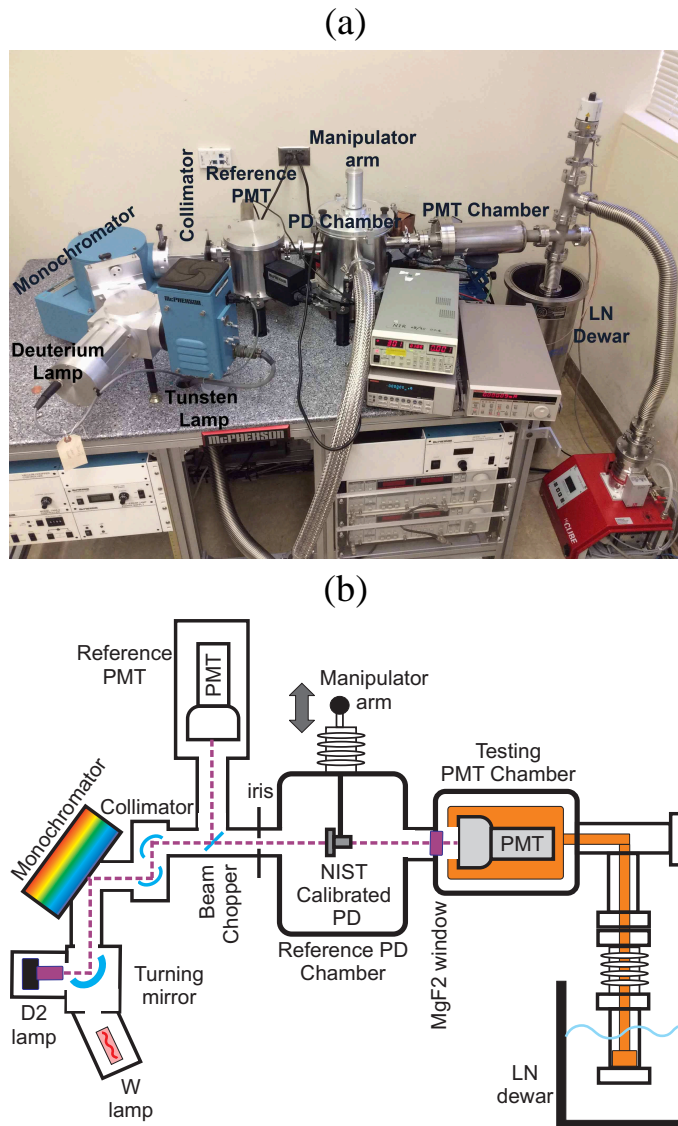 (a)
Manipulator
arm
Collimator
Reference
PMT
PD Chamber
PMT Chamber
Monochromator
McPHERSON
LN
Dewar
Deuterium
Lamp
Tunsten
Lamp
McPHERSON
CUBE
(b)
Reference
PMT
PMT
Manipulator
arm
Testing
PMT Chamber
iris
Collimator
Monochromator
PMT
NIST
Calibrated
PD
Beam
Chopper
Reference PD
Chamber
MgF2 window
Turning
mirror
D2
lamp
W
lamp
LN
dewar